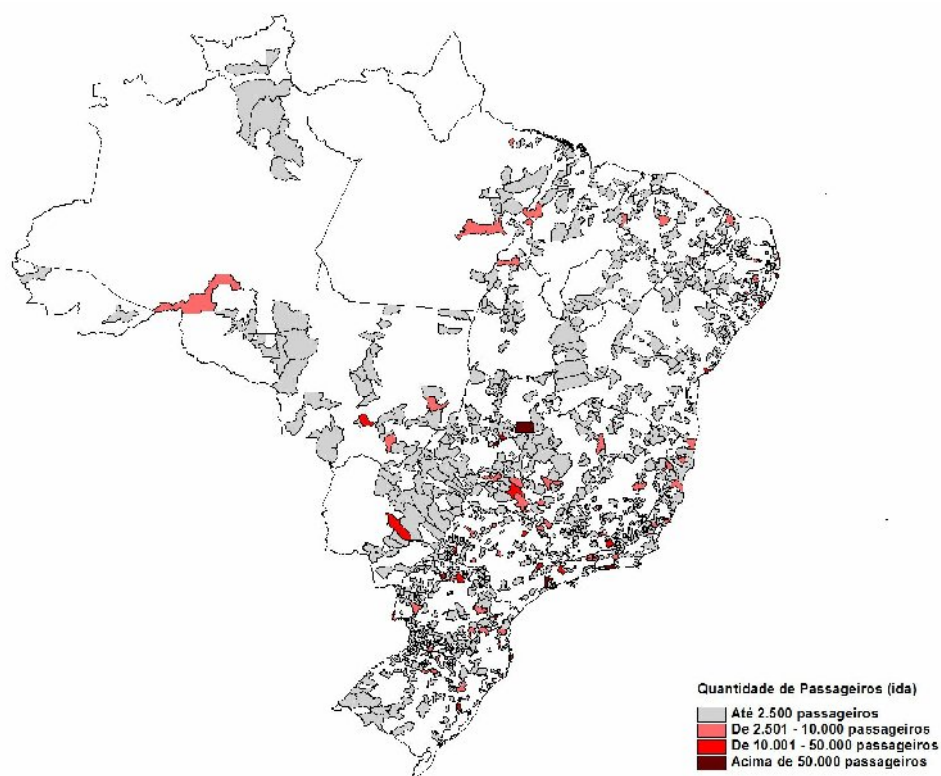 Quantidade de Passageiros (ida)
Até 2.500 passageiros
De 2.501 - 10.000 passageiros
De 10.001 - 50.000 passageiros
Acima de 50.000 passageiros